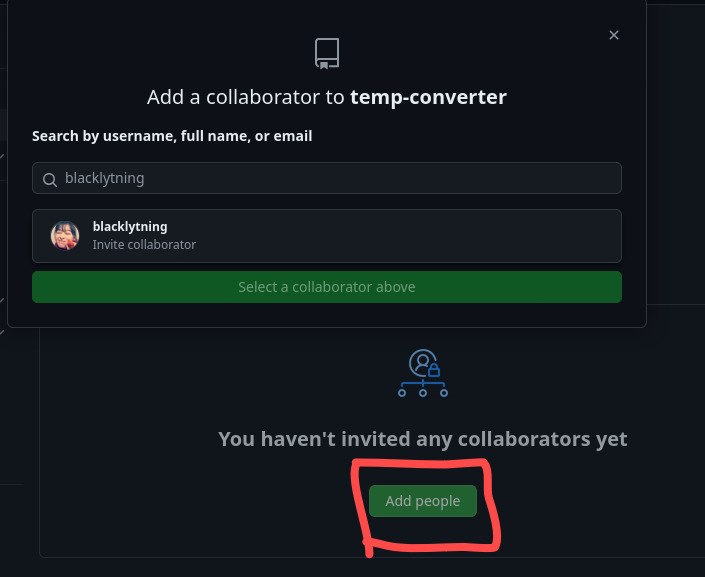 Add a collaborator to temp-converter
Search by username, full name, or email
blacklytning
blacklytning
Invite collaborator
Select a collaborator above
You haven't invited any collaborators yet
Add people